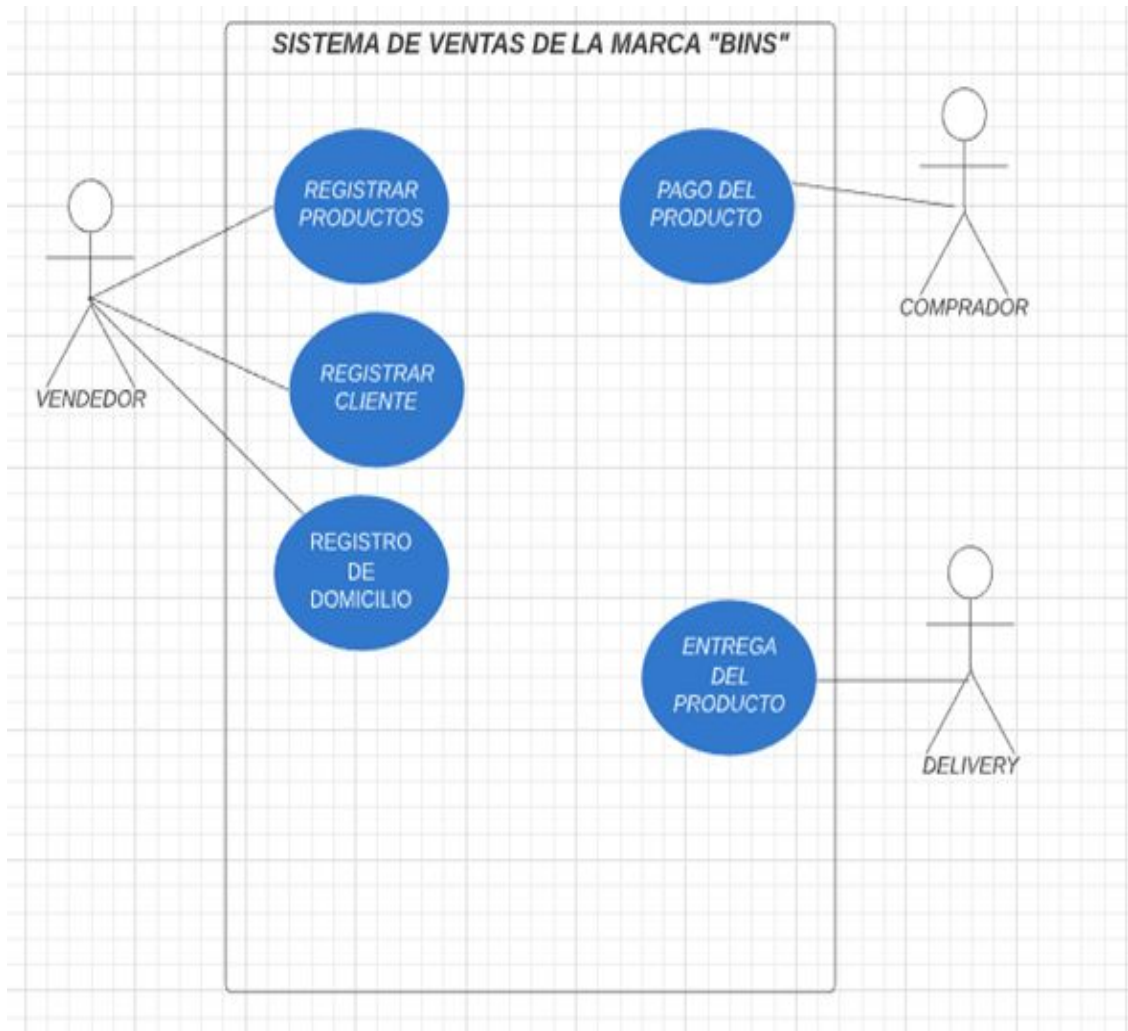 SISTEMA DE VENTAS DE LA MARCA "BINS"
REGISTRAR
PRODUCTOS
PAGO DEL
PRODUCTO
COMPRADOR
VENDEDOR
REGISTRAR
CLIENTE
REGISTRO
DE
DOMICILIO
ENTREGA
DEL
PRODUCTO
DELIVERY